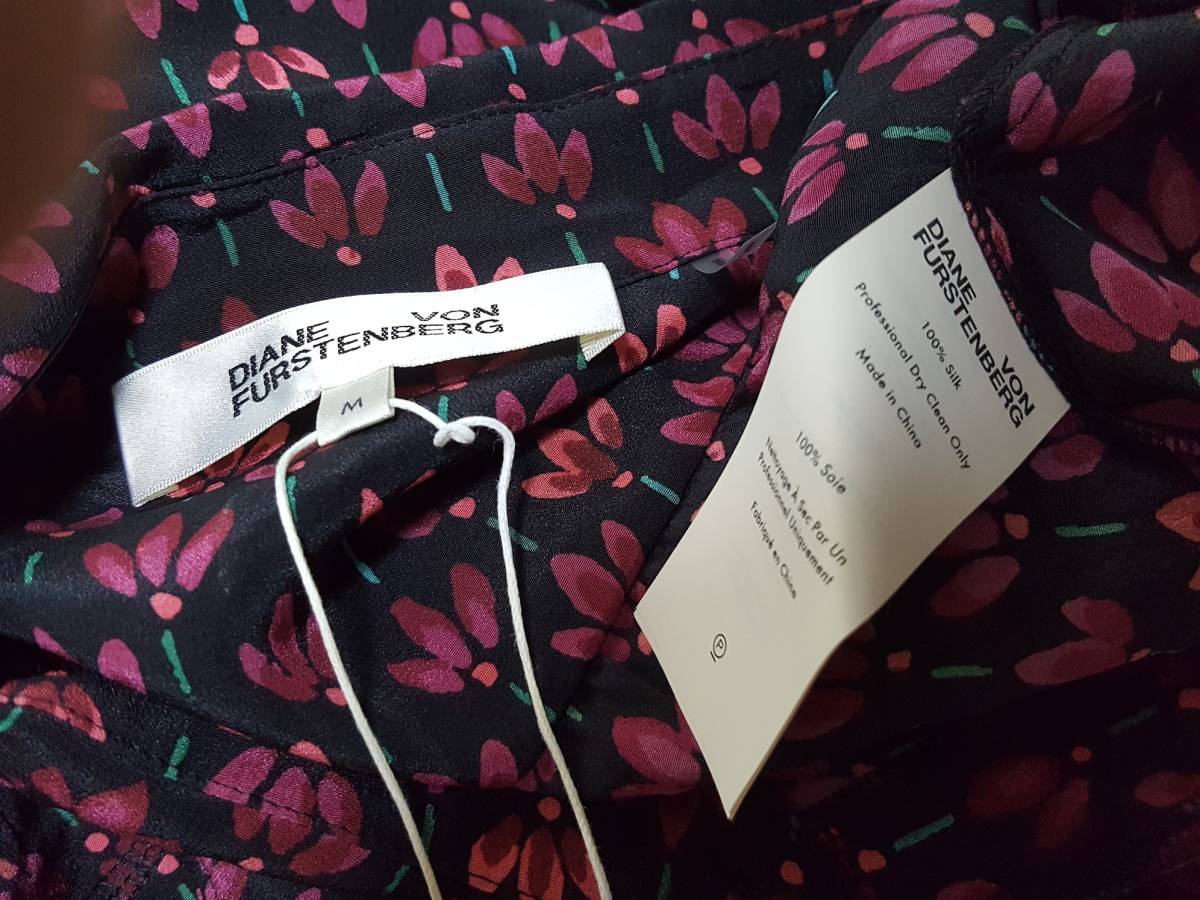 DIANE VON
FURSTENBERG
M
DIANE VON
FURSTENBERG
100% Silk
Professional Dry Clean Only
Made in China
100% Soie
Nettoyage À Sec Par Un
Professionnel Uniquement
Fabriqué en Chine
P